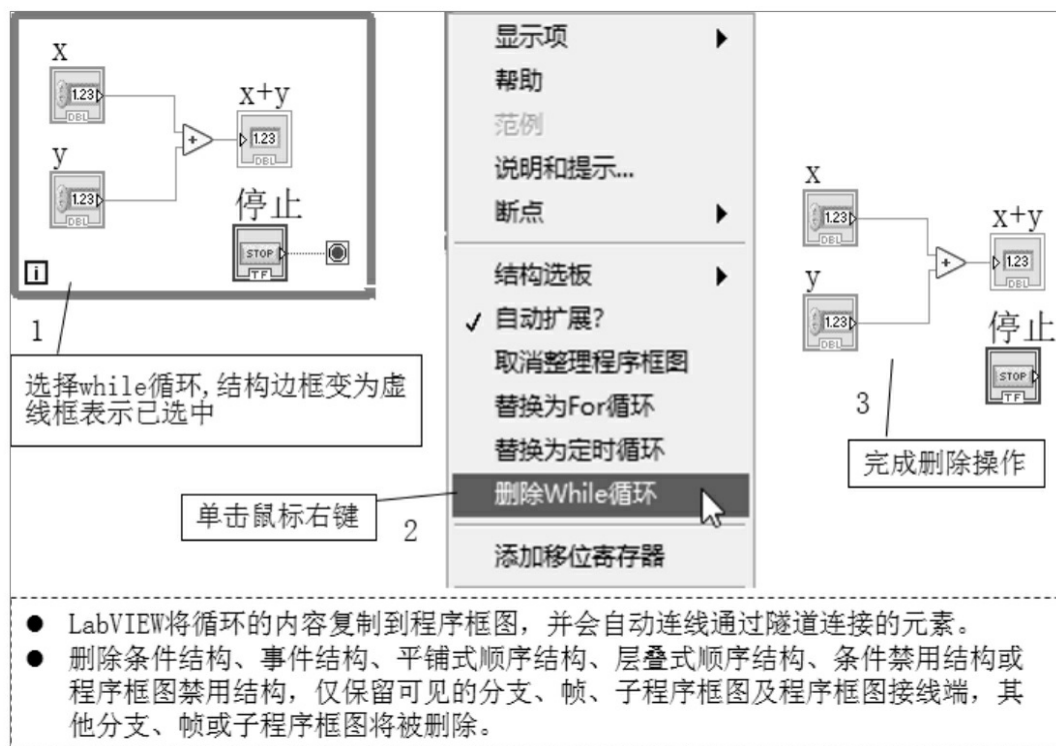 x
1.23
DBL
x+y
1.23
DBL
y
1.23
DBL
停止
STOP
TF
i
1
选择while循环,结构边框变为虚
线框表示已选中
单击鼠标右键
2
显示项
帮助
范例
说明和提示...
断点
结构选板
自动扩展?
取消整理程序框图
替换为For循环
替换为定时循环
删除While循环
添加移位寄存器
x
1.23
DBL
x+y
1.23
DBL
y
1.23
DBL
停止
STOP
TF
3
完成删除操作
● LabVIEW将循环的内容复制到程序框图，并会自动连线通过隧道连接的元素。
● 删除条件结构、事件结构、平铺式顺序结构、层叠式顺序结构、条件禁用结构或
程序框图禁用结构，仅保留可见的分支、帧、子程序框图及程序框图接线端，其
他分支、帧或子程序框图将被删除。